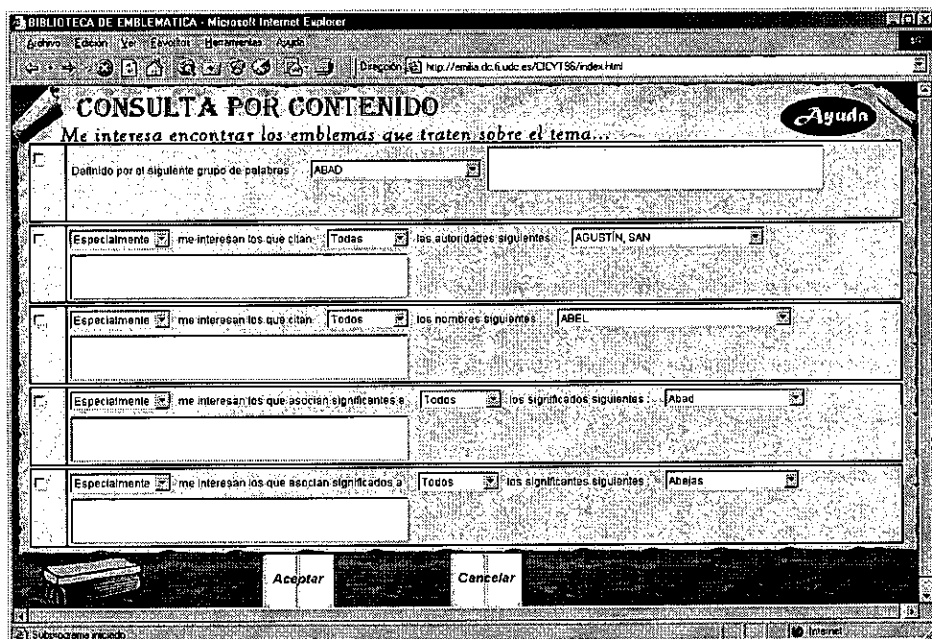 BIBLIOTECA DE EMBLEMATICA - Microsoft Internet Explorer
Archivo Edición Ver Favoritos Herramientas Ayuda
Dirección http://emilia.dc.fi.udc.es/CICYT96/index.html
CONSULTA POR CONTENIDO
Ayuda
Me interesa encontrar los emblemas que traten sobre el tema...
Definido por el siguiente grupo de palabras : ABAD
Especialmente me interesan los que citan Todas las autoridades siguientes : AGUSTÍN, SAN
Especialmente me interesan los que citan Todos los nombres siguientes : ABEL
Especialmente me interesan los que asocian significantes a Todos los significados siguientes : Abad
Especialmente me interesan los que asocian significados a Todos los significantes siguientes : Abejas
Aceptar Cancelar
Subprograma iniciado Internet